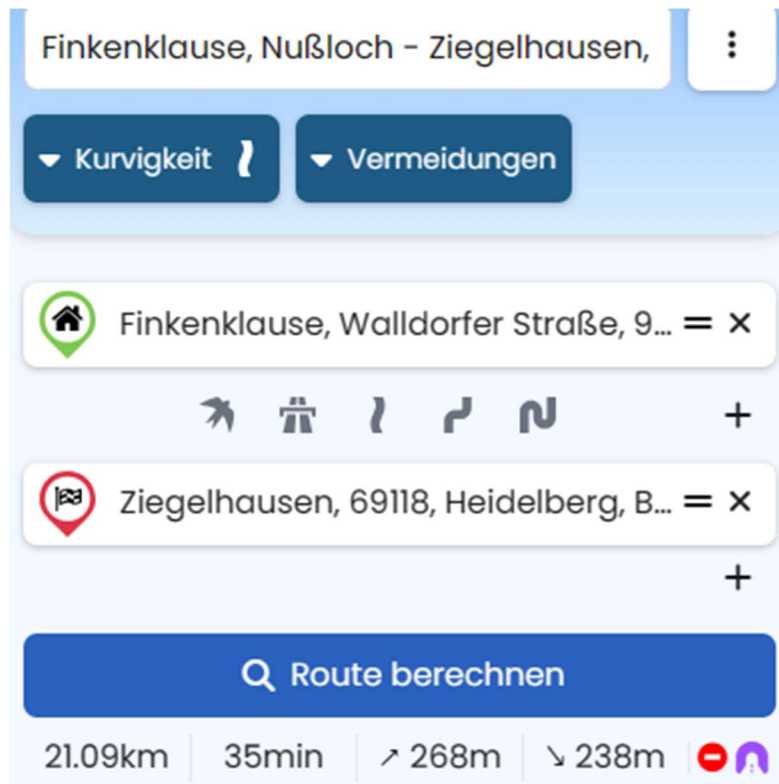 Finkenklause, Nußloch - Ziegelhausen,
Kurvigkeit Vermeidungen
Finkenklause, Walldorfer Straße, 9...
Ziegelhausen, 69118, Heidelberg, B...
Route berechnen
21.09km 35min ↗ 268m ↘ 238m